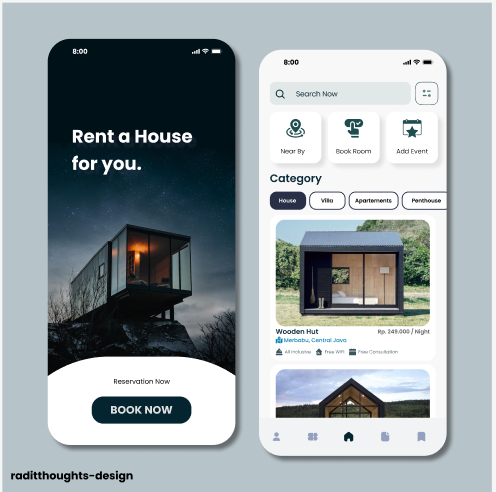 8:00
Rent a House
for you.
Reservation Now
BOOK NOW
8:00
Search Now
Near By
Book Room
Add Event
Category
House
Villa
Apartements
Penthouse
Wooden Hut
Rp. 249.000 / Night
Merbabu, Central Java
All Inclusive
Free WiFi
Free Consultation
raditthoughts-design